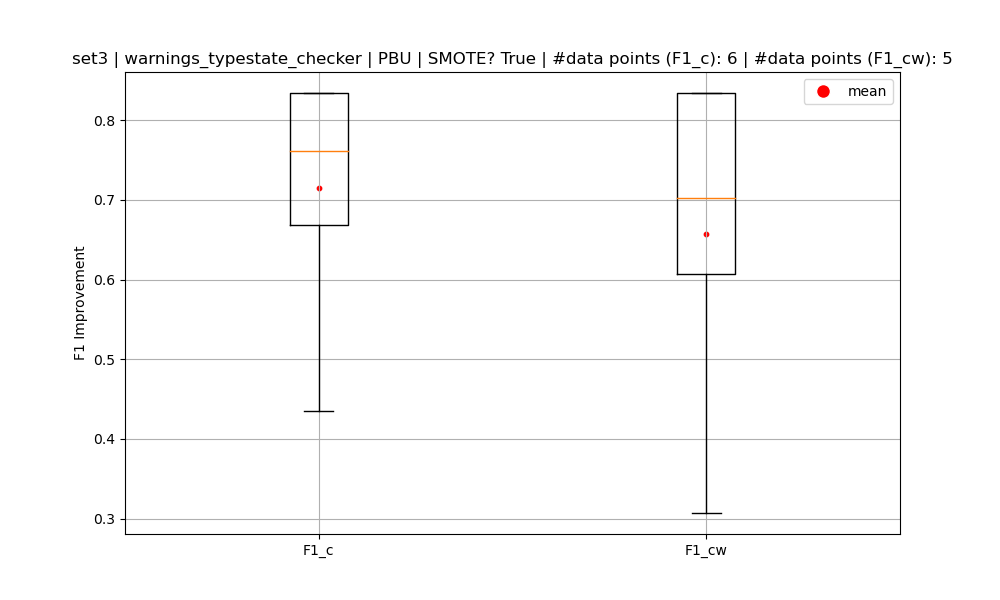 set3 | warnings_typestate_checker | PBU | SMOTE? True | #data points (F1_c): 6 | #data points (F1_cw): 5
mean
0.8
0.7
0.6
0.5
0.4
0.3
F1 Improvement
F1_c
F1_cw